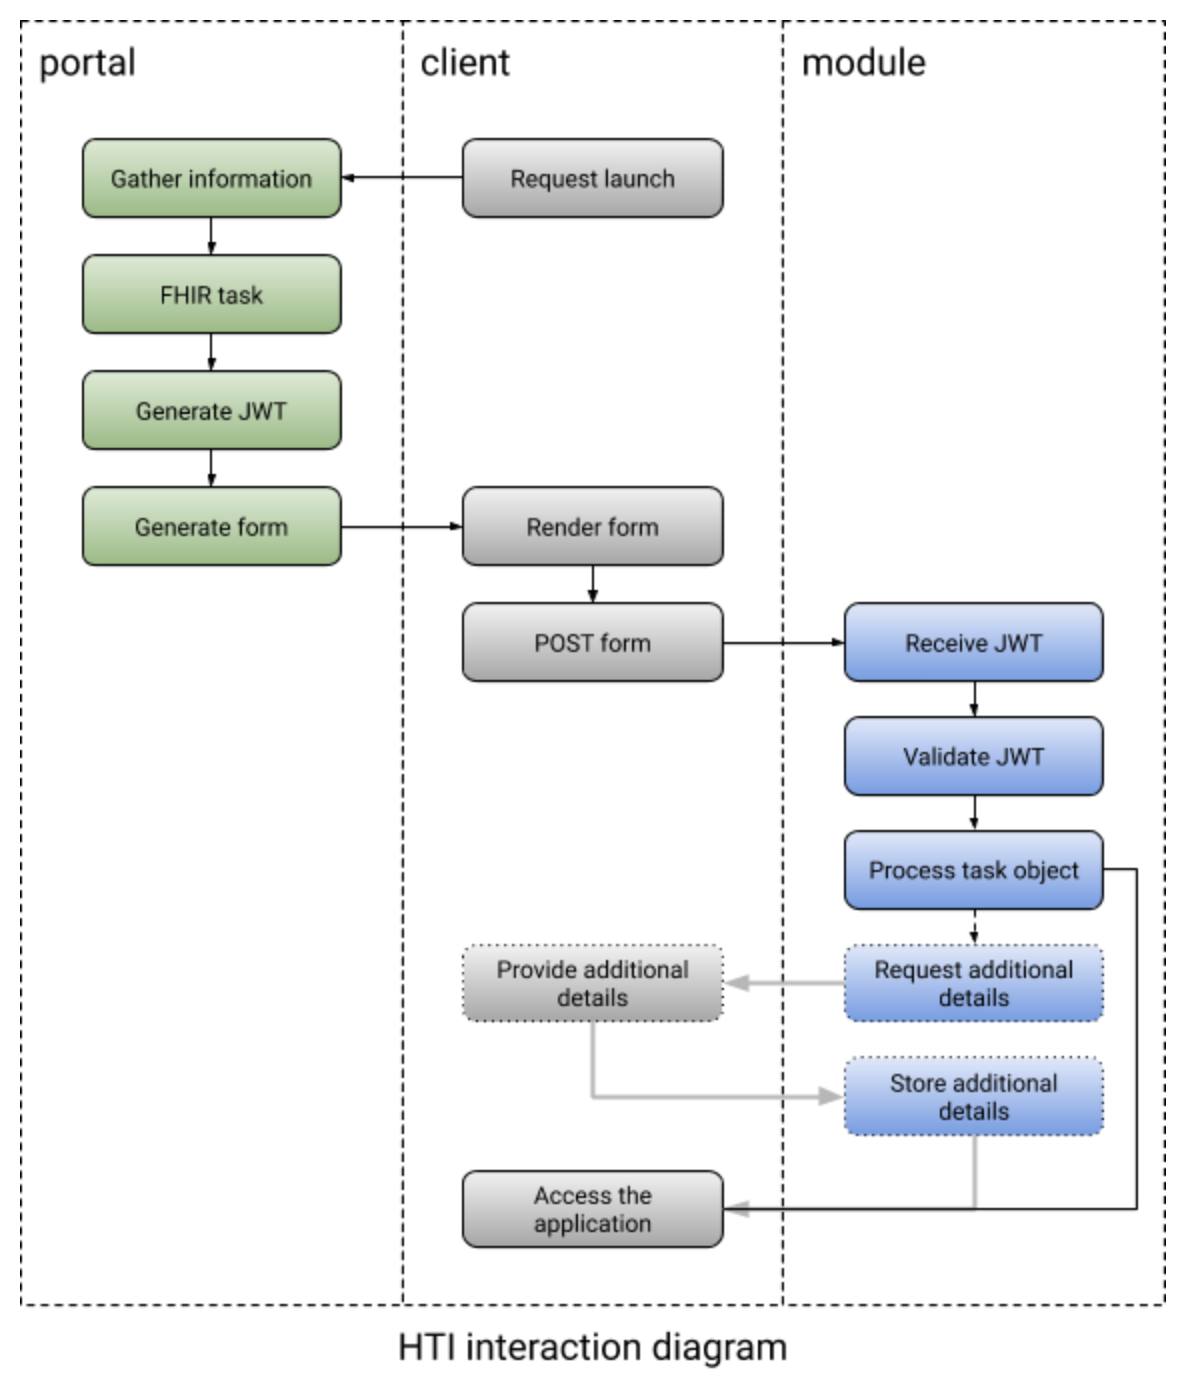 portal
client
module
Gather information
Request launch
FHIR task
Generate JWT
Generate form
Render form
POST form
Receive JWT
Validate JWT
Process task object
Provide additional
details
Request additional
details
Store additional
details
Access the
application
HTI interaction diagram